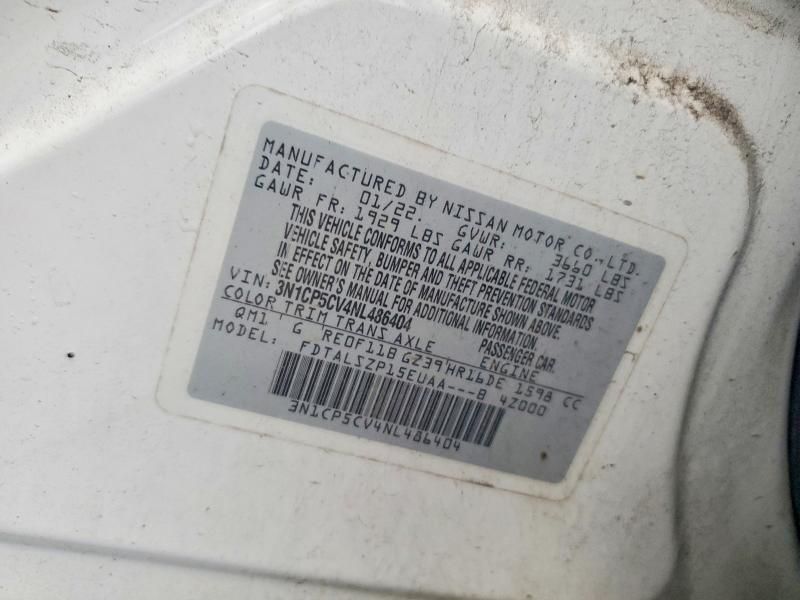 MANUFACTURED BY NISSAN MOTOR CO.,LTD.
DATE: 01/22 GVWR: 3660 LBS
GAWR FR: 1929 LBS GAWR RR: 1731 LBS
THIS VEHICLE CONFORMS TO ALL APPLICABLE FEDERAL MOTOR
VEHICLE SAFETY, BUMPER AND THEFT PREVENTION STANDARDS
IN EFFECT ON THE DATE OF MANUFACTURE SHOWN ABOVE.
SEE OWNER'S MANUAL FOR ADDITIONAL INFORMATION.
VIN: 3N1CP5CV4NL486404 PASSENGER CAR
COLOR TRIM TRANS AXLE ENGINE
QM1 G RE0F11B GZ39 HR16DE 1598 CC
MODEL: FDTALSZP15EUAA---B 4Z000
3N1CP5CV4NL486404